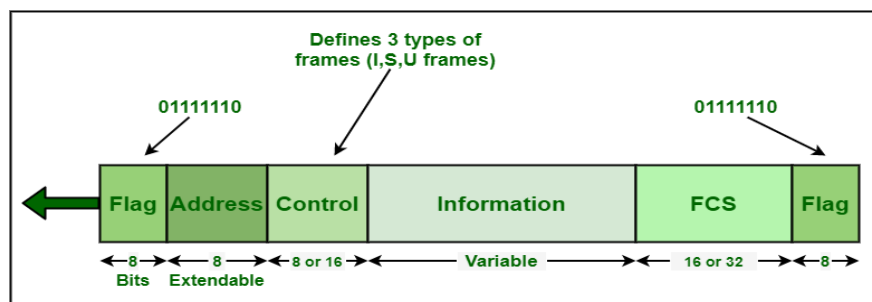 Defines 3 types of
frames (I,S,U frames)
01111110
01111110
Flag
Address
Control
Information
FCS
Flag
8
Bits
8
Extendable
8 or 16
Variable
16 or 32
8